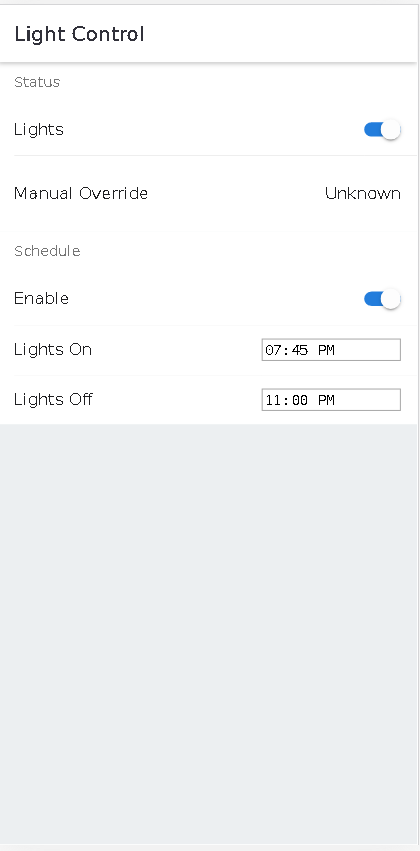 Light Control
Status
Lights
Manual Override Unknown
Schedule
Enable
Lights On 07:45 PM
Lights Off 11:00 PM